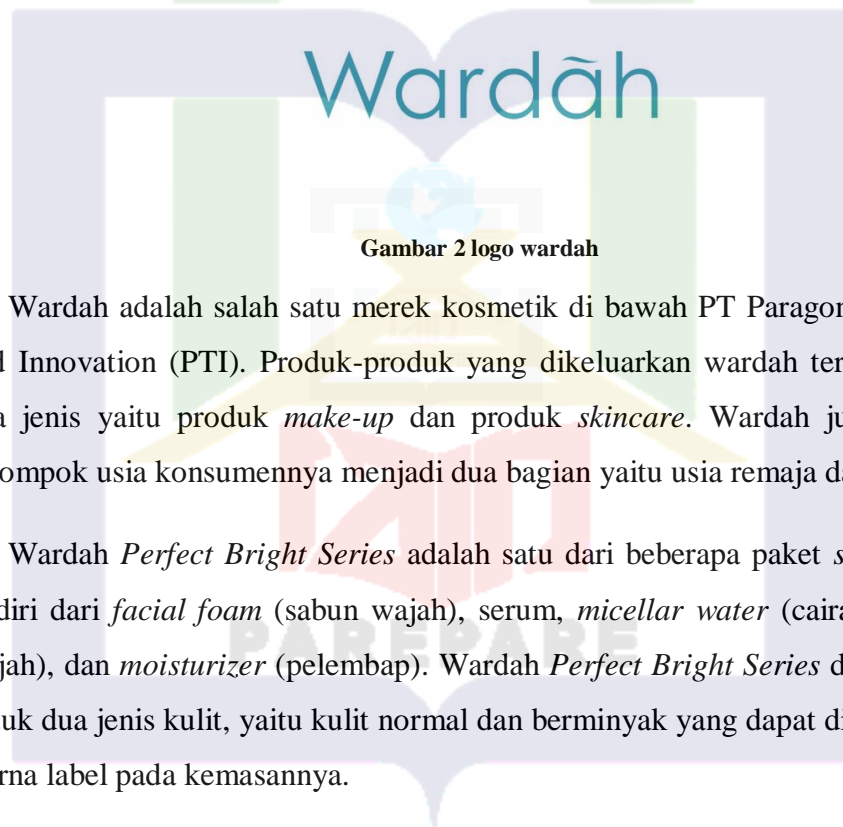 Wardãh
Gambar 2 logo wardah
Wardah adalah salah satu merek kosmetik di bawah PT Paragon
d Innovation (PTI). Produk-produk yang dikeluarkan wardah ter
a jenis yaitu produk make-up dan produk skincare. Wardah ju
ompok usia konsumennya menjadi dua bagian yaitu usia remaja da
Wardah Perfect Bright Series adalah satu dari beberapa paket s
diri dari facial foam (sabun wajah), serum, micellar water (caira
jah), dan moisturizer (pelembap). Wardah Perfect Bright Series d
uk dua jenis kulit, yaitu kulit normal dan berminyak yang dapat di
rna label pada kemasannya.
PAREPARE